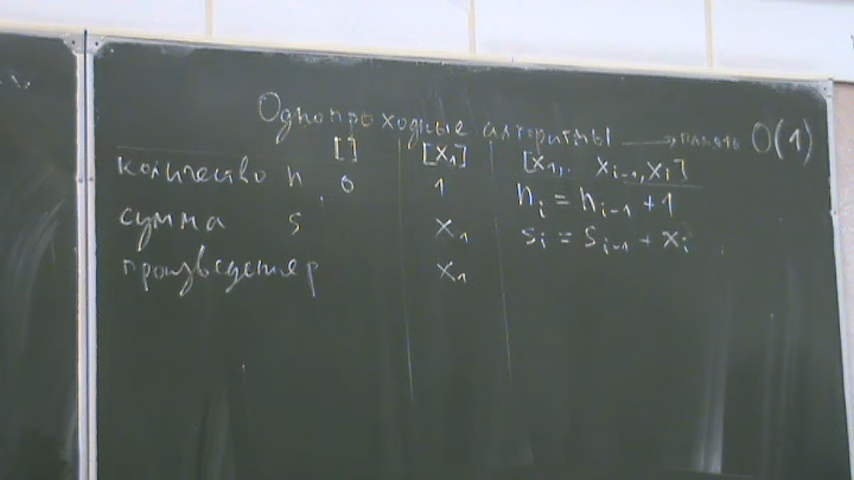 Однопроходные алгоритмы → память O(1)
[] [x₁] [x₁, .. xᵢ₋₁, xᵢ]
количество n 0 1 nᵢ = nᵢ₋₁ + 1
сумма s x₁ sᵢ = sᵢ₋₁ + xᵢ
p x₁